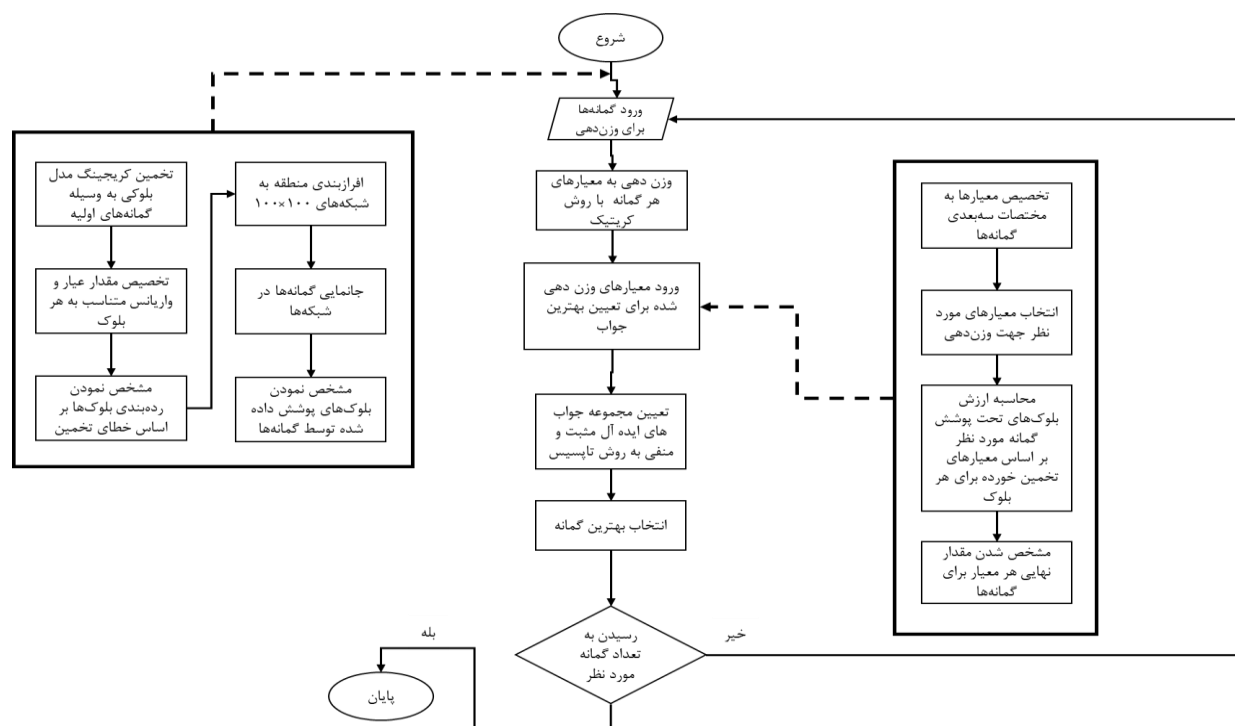 شروع
ورود گمانه‌ها
برای وزن‌دهی
وزن دهی به معیارهای
هر گمانه با روش
کریتیک
ورود معیارهای وزن دهی
شده برای تعیین بهترین
جواب
تعیین مجموعه جواب
های ایده آل مثبت و
منفی به روش تاپسیس
انتخاب بهترین گمانه
رسیدن به
تعداد گمانه
مورد نظر
خیر
بله
پایان
تخصیص معیارها به
مختصات سه‌بعدی
گمانه‌ها
انتخاب معیارهای مورد
نظر جهت وزن‌دهی
محاسبه ارزش
بلوک‌های تحت پوشش
گمانه مورد نظر
بر اساس معیارهای
تخمین خورده برای هر
بلوک
مشخص شدن مقدار
نهایی هر معیار برای
گمانه‌ها
تخمین کریجینگ مدل
بلوکی به وسیله
گمانه‌های اولیه
تخصیص مقدار عیار و
واریانس متناسب به هر
بلوک
مشخص نمودن
رده‌بندی بلوک‌ها بر
اساس خطای تخمین
افرازبندی منطقه به
شبکه‌های ۱۰۰×۱۰۰
جانمایی گمانه‌ها در
شبکه‌ها
مشخص نمودن
بلوک‌های پوشش داده
شده توسط گمانه‌ها